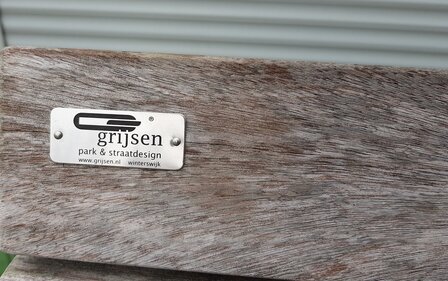 ®
grijsen
park & straatdesign
www.grijsen.nl winterswijk